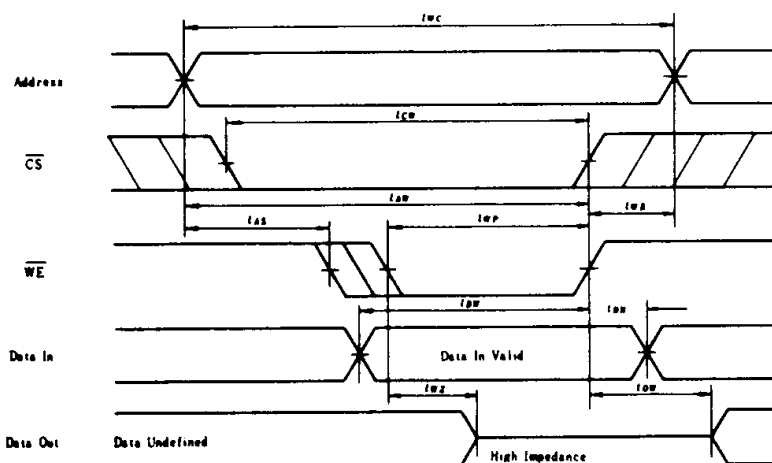 tWC
Address
tCW
CS
tAW
tAS
tWP
tWR
WE
tDW
tDH
Data In
Data In Valid
tWZ
tOW
Data Out
Data Undefined
High Impedance